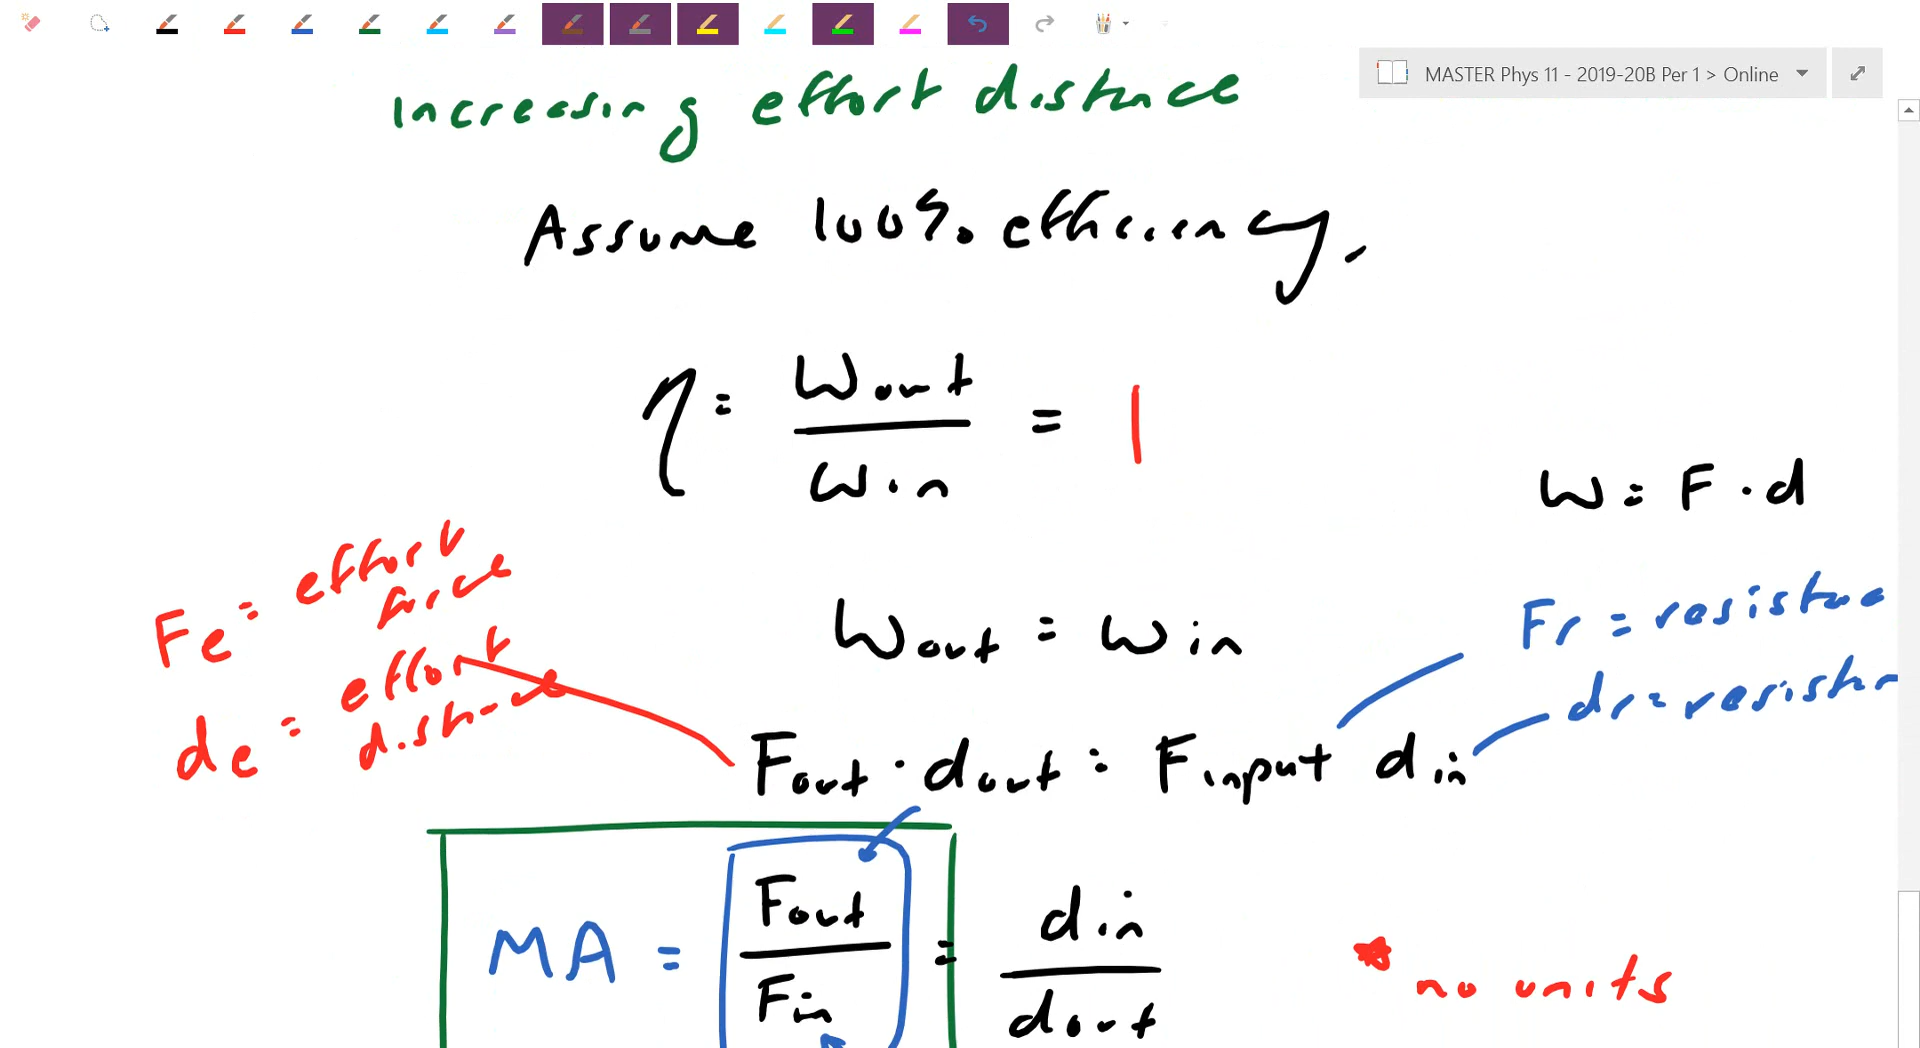 MASTER Phys 11 - 2019-20B Per 1 > Online
Increasing effort distance
Assume 100% efficiency.
η = Wout / Win = 1
W = F · d
Fe = effort force
de = effort distance
Wout = Win
Fr = resistance
dr = resistan
Fout · dout = Finput din
MA = Fout / Fin = din / dout
* no units